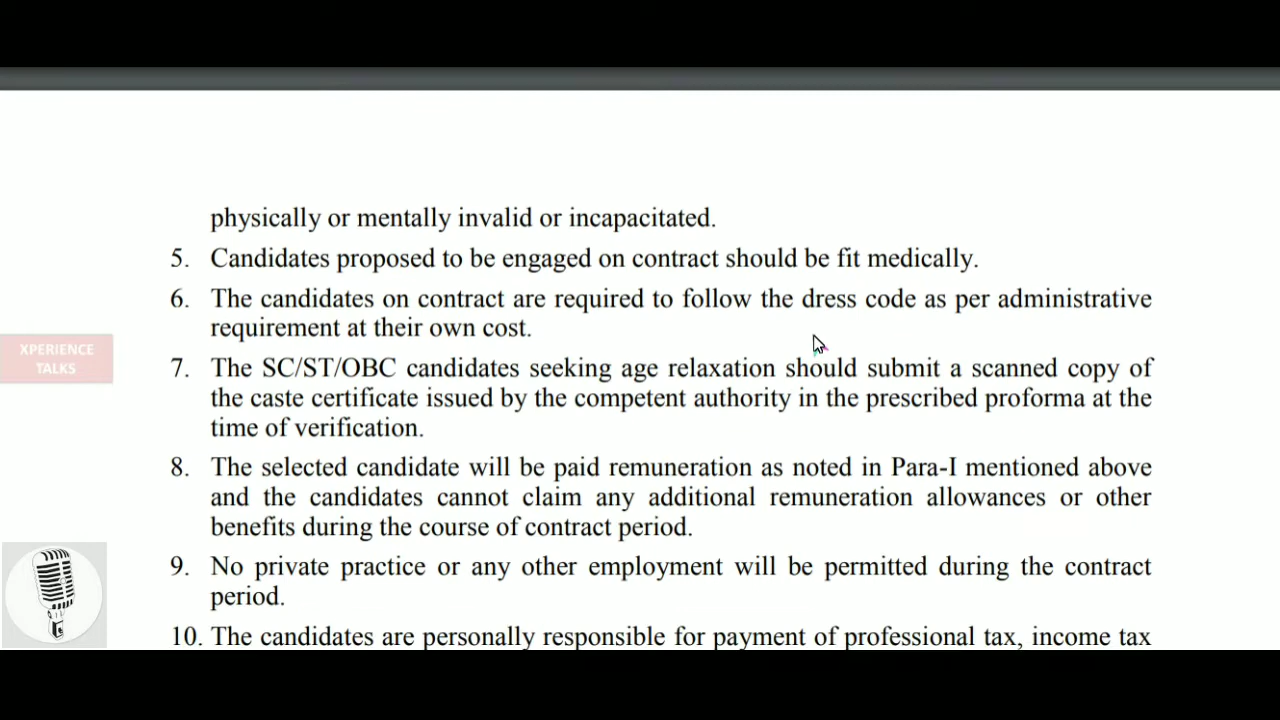 physically or mentally invalid or incapacitated.
5. Candidates proposed to be engaged on contract should be fit medically.
6. The candidates on contract are required to follow the dress code as per administrative
requirement at their own cost.
XPERIENCE
TALKS
7. The SC/ST/OBC candidates seeking age relaxation should submit a scanned copy of
the caste certificate issued by the competent authority in the prescribed proforma at the
time of verification.
8. The selected candidate will be paid remuneration as noted in Para-I mentioned above
and the candidates cannot claim any additional remuneration allowances or other
benefits during the course of contract period.
9. No private practice or any other employment will be permitted during the contract
period.
10. The candidates are personally responsible for payment of professional tax, income tax